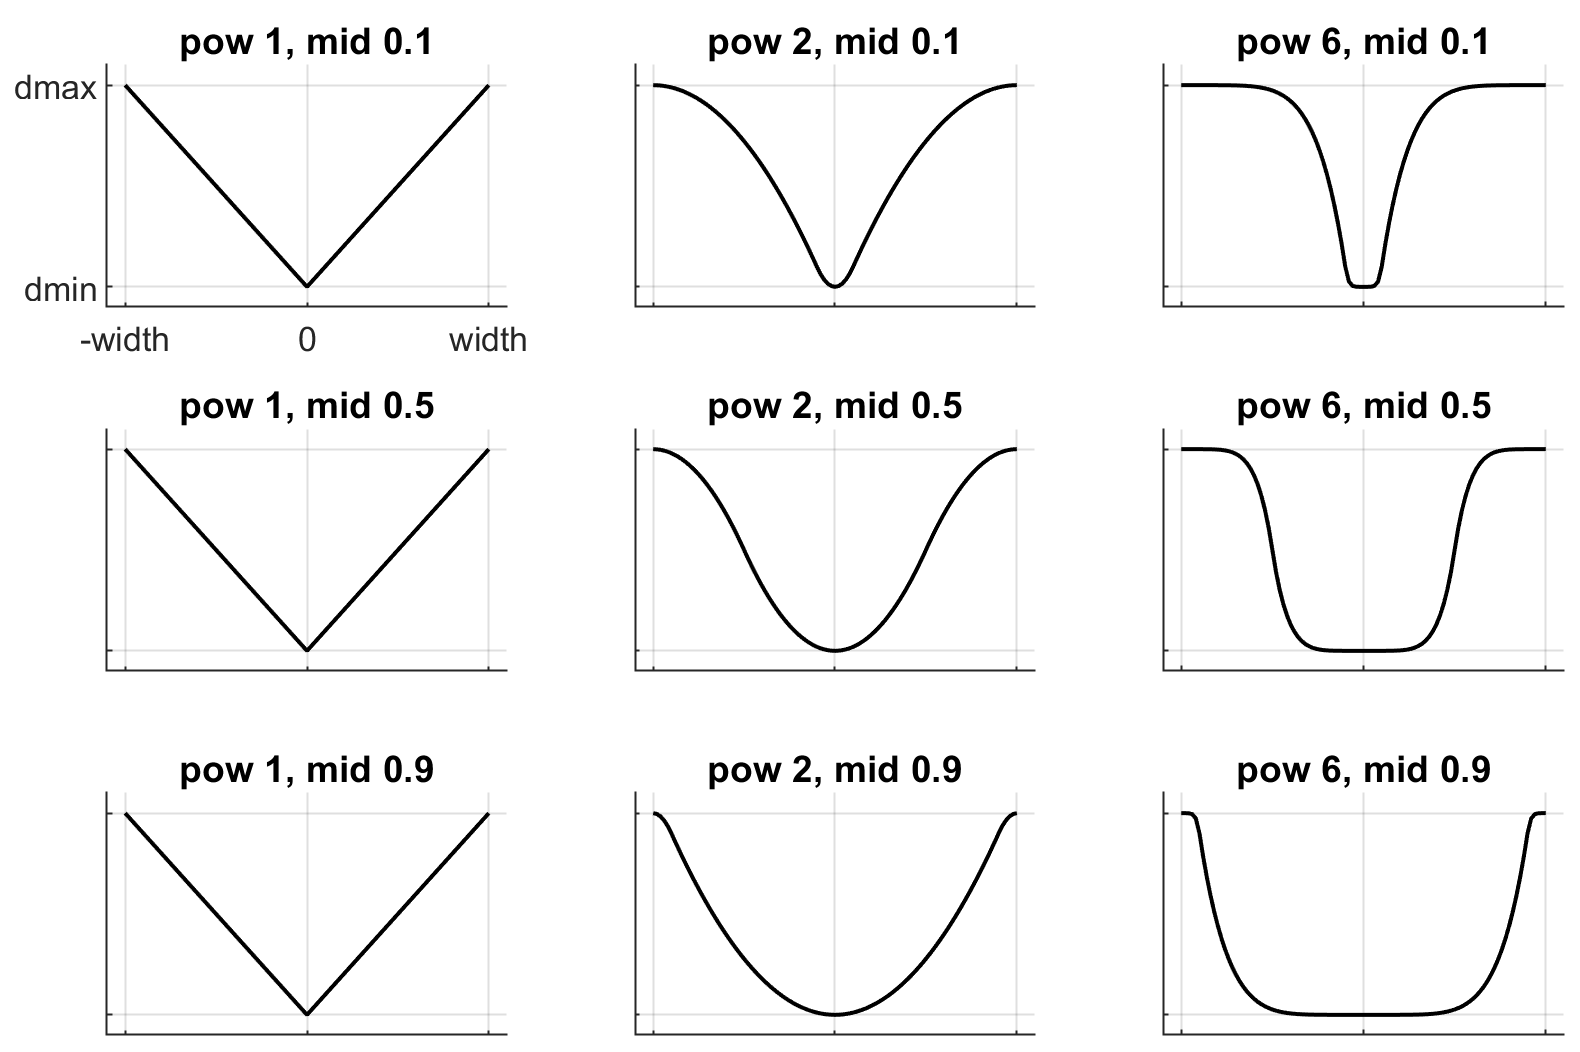 pow 1, mid 0.1
pow 2, mid 0.1
pow 6, mid 0.1
dmax
dmin
-width
0
width
pow 1, mid 0.5
pow 2, mid 0.5
pow 6, mid 0.5
pow 1, mid 0.9
pow 2, mid 0.9
pow 6, mid 0.9